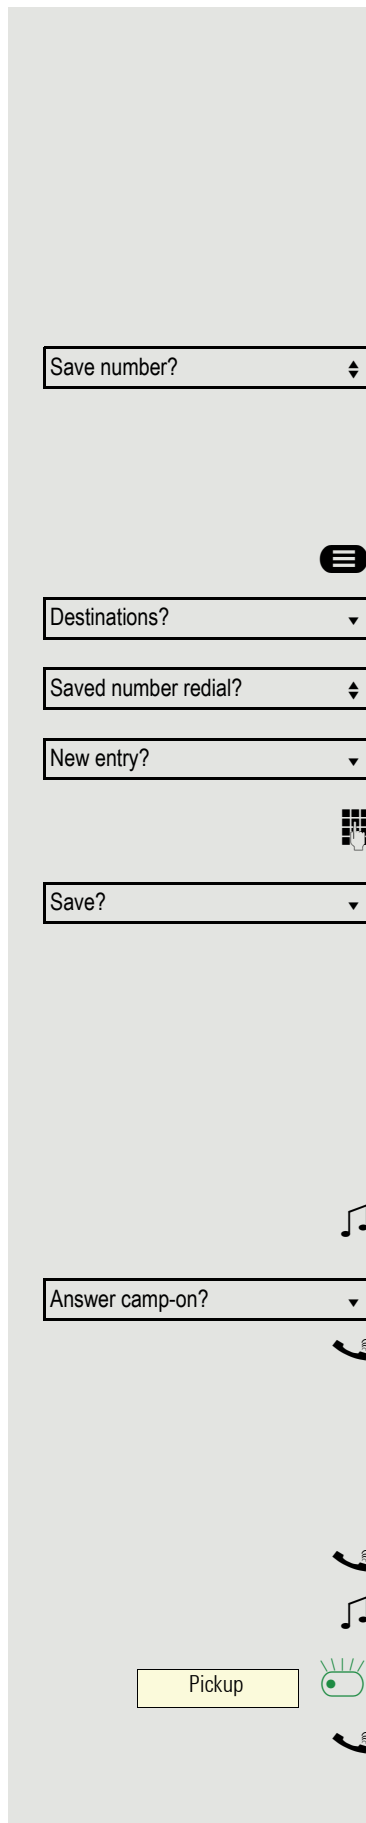 Save number?
Destinations?
Saved number redial?
New entry?
Save?
Answer camp-on?
Pickup